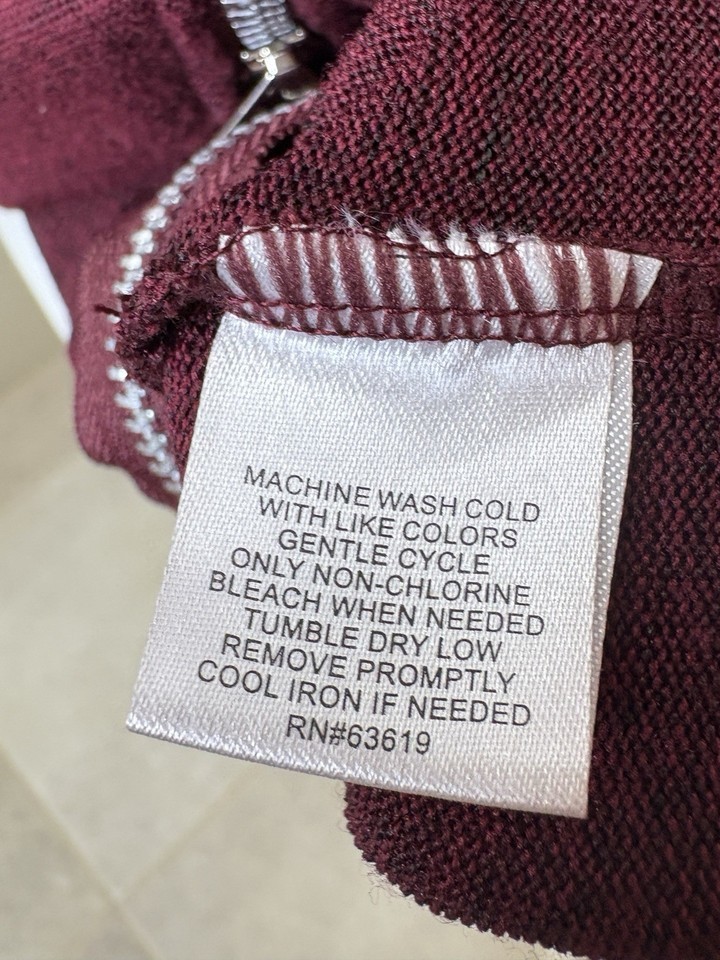 MACHINE WASH COLD
WITH LIKE COLORS
GENTLE CYCLE
ONLY NON-CHLORINE
BLEACH WHEN NEEDED
TUMBLE DRY LOW
REMOVE PROMPTLY
COOL IRON IF NEEDED
RN#63619